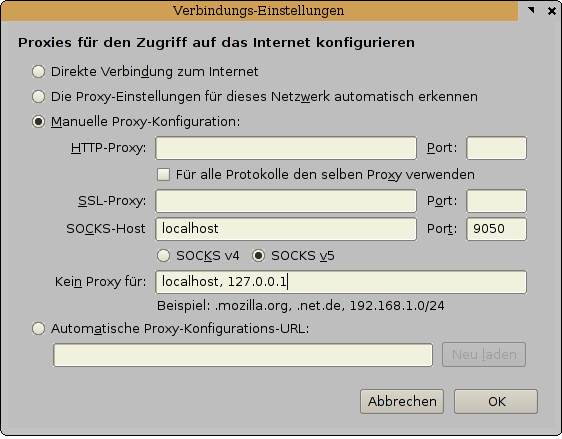 Verbindungs-Einstellungen
Proxies für den Zugriff auf das Internet konfigurieren
Direkte Verbindung zum Internet
Die Proxy-Einstellungen für dieses Netzwerk automatisch erkennen
Manuelle Proxy-Konfiguration:
HTTP-Proxy: Port:
Für alle Protokolle den selben Proxy verwenden
SSL-Proxy: Port:
SOCKS-Host localhost Port: 9050
SOCKS v4 SOCKS v5
Kein Proxy für: localhost, 127.0.0.1
Beispiel: .mozilla.org, .net.de, 192.168.1.0/24
Automatische Proxy-Konfigurations-URL:
Neu laden
Abbrechen OK